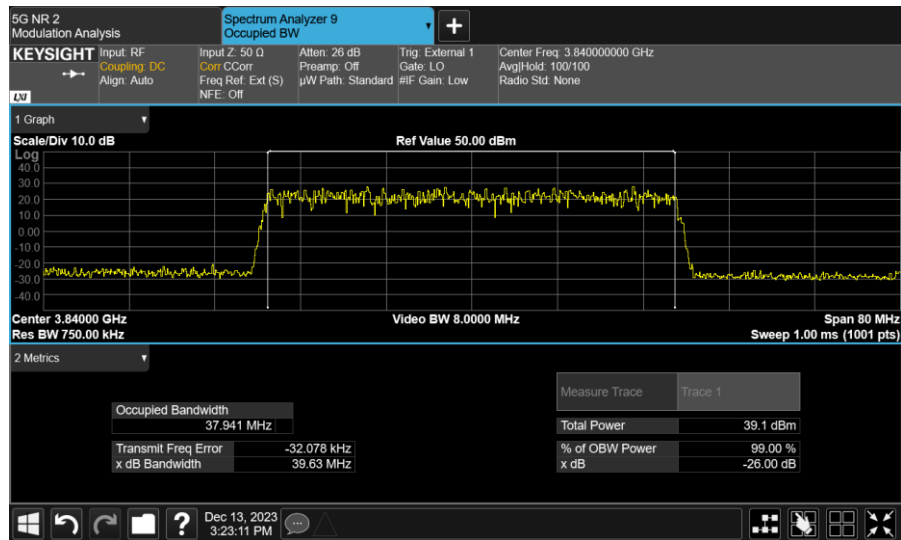 5G NR 2
Modulation Analysis
Spectrum Analyzer 9
Occupied BW
KEYSIGHT
LXI
Input: RF
Coupling: DC
Align: Auto
Input Z: 50 Ω
Corr CCorr
Freq Ref: Ext (S)
NFE: Off
Atten: 26 dB
Preamp: Off
µW Path: Standard
Trig: External 1
Gate: LO
#IF Gain: Low
Center Freq: 3.840000000 GHz
Avg|Hold: 100/100
Radio Std: None
1 Graph
Scale/Div 10.0 dB
Ref Value 50.00 dBm
Log
40.0
30.0
20.0
10.0
0.00
-10.0
-20.0
-30.0
-40.0
Center 3.84000 GHz
Video BW 8.0000 MHz
Span 80 MHz
Res BW 750.00 kHz
Sweep 1.00 ms (1001 pts)
2 Metrics
Measure Trace Trace 1
Occupied Bandwidth
37.941 MHz
Total Power 39.1 dBm
Transmit Freq Error -32.078 kHz
% of OBW Power 99.00 %
x dB Bandwidth 39.63 MHz
x dB -26.00 dB
Dec 13, 2023
3:23:11 PM